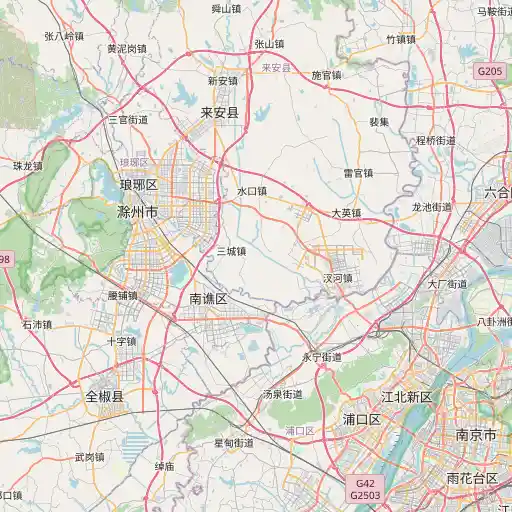 舜山镇
马鞍街道
张八岭镇
黄泥岗镇
张山镇
竹镇镇
来安县
施官镇
G205
新安镇
来安县
三官街道
裴集
程桥街道
琅琊区
珠龙镇
雷官镇
琅琊区
水口镇
六合区
滁州市
大英镇
龙池街道
三城镇
98
汊河镇
大厂街道
腰铺镇
南谯区
石沛镇
八卦洲街
十字镇
永宁街道
全椒县
汤泉街道
江北新区
浦口区
浦口区
星甸街道
南京市
武岗镇
绰庙
雨花台区
G42
G2503
口镇
江